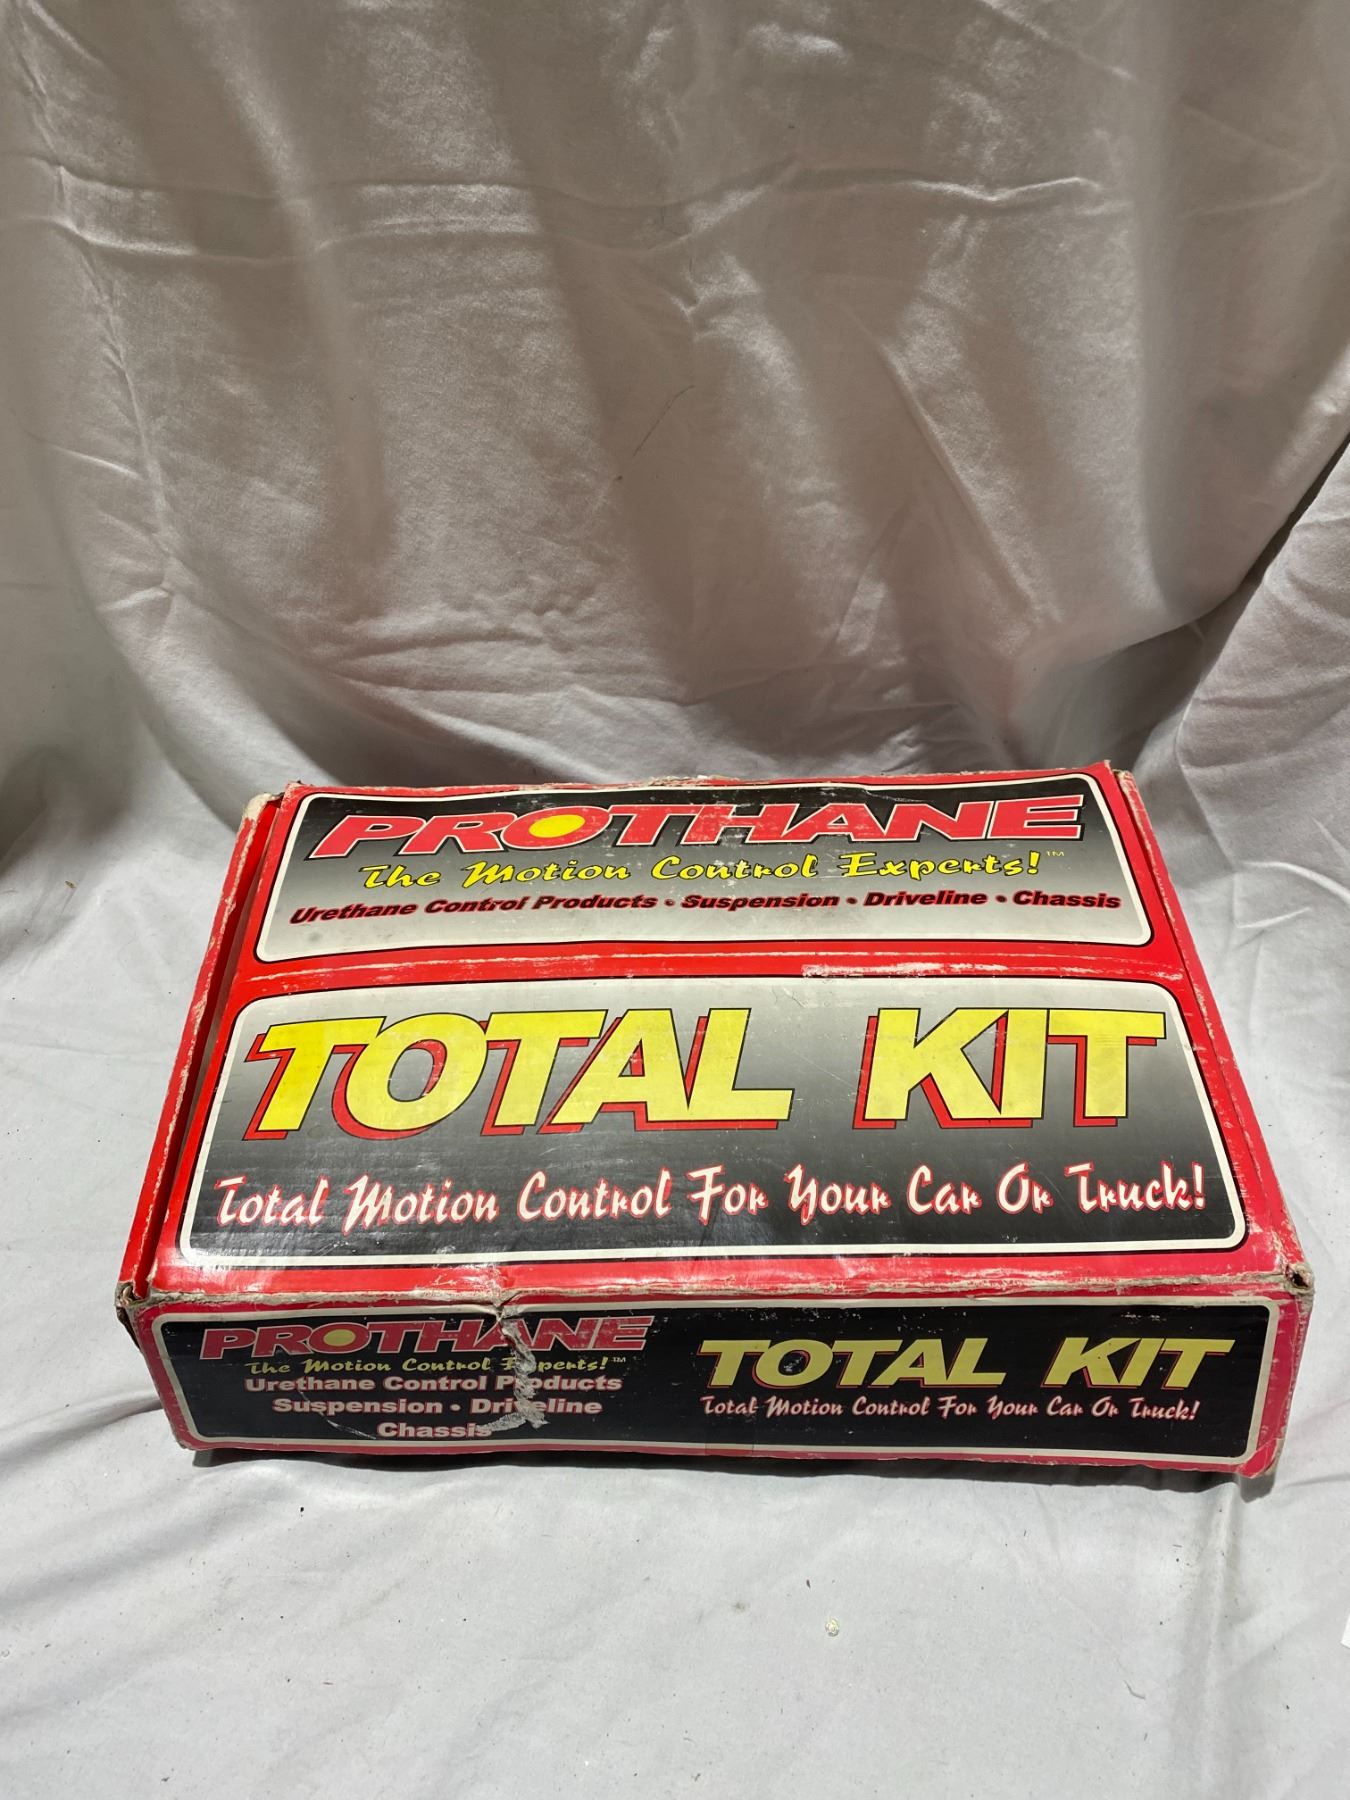 PROTHANE
The Motion Control Experts!™
Urethane Control Products • Suspension • Driveline • Chassis
TOTAL KIT
Total Motion Control For Your Car Or Truck!
PROTHANE
The Motion Control Experts!™
Urethane Control Products
Suspension • Driveline
Chassis
TOTAL KIT
Total Motion Control For Your Car Or Truck!